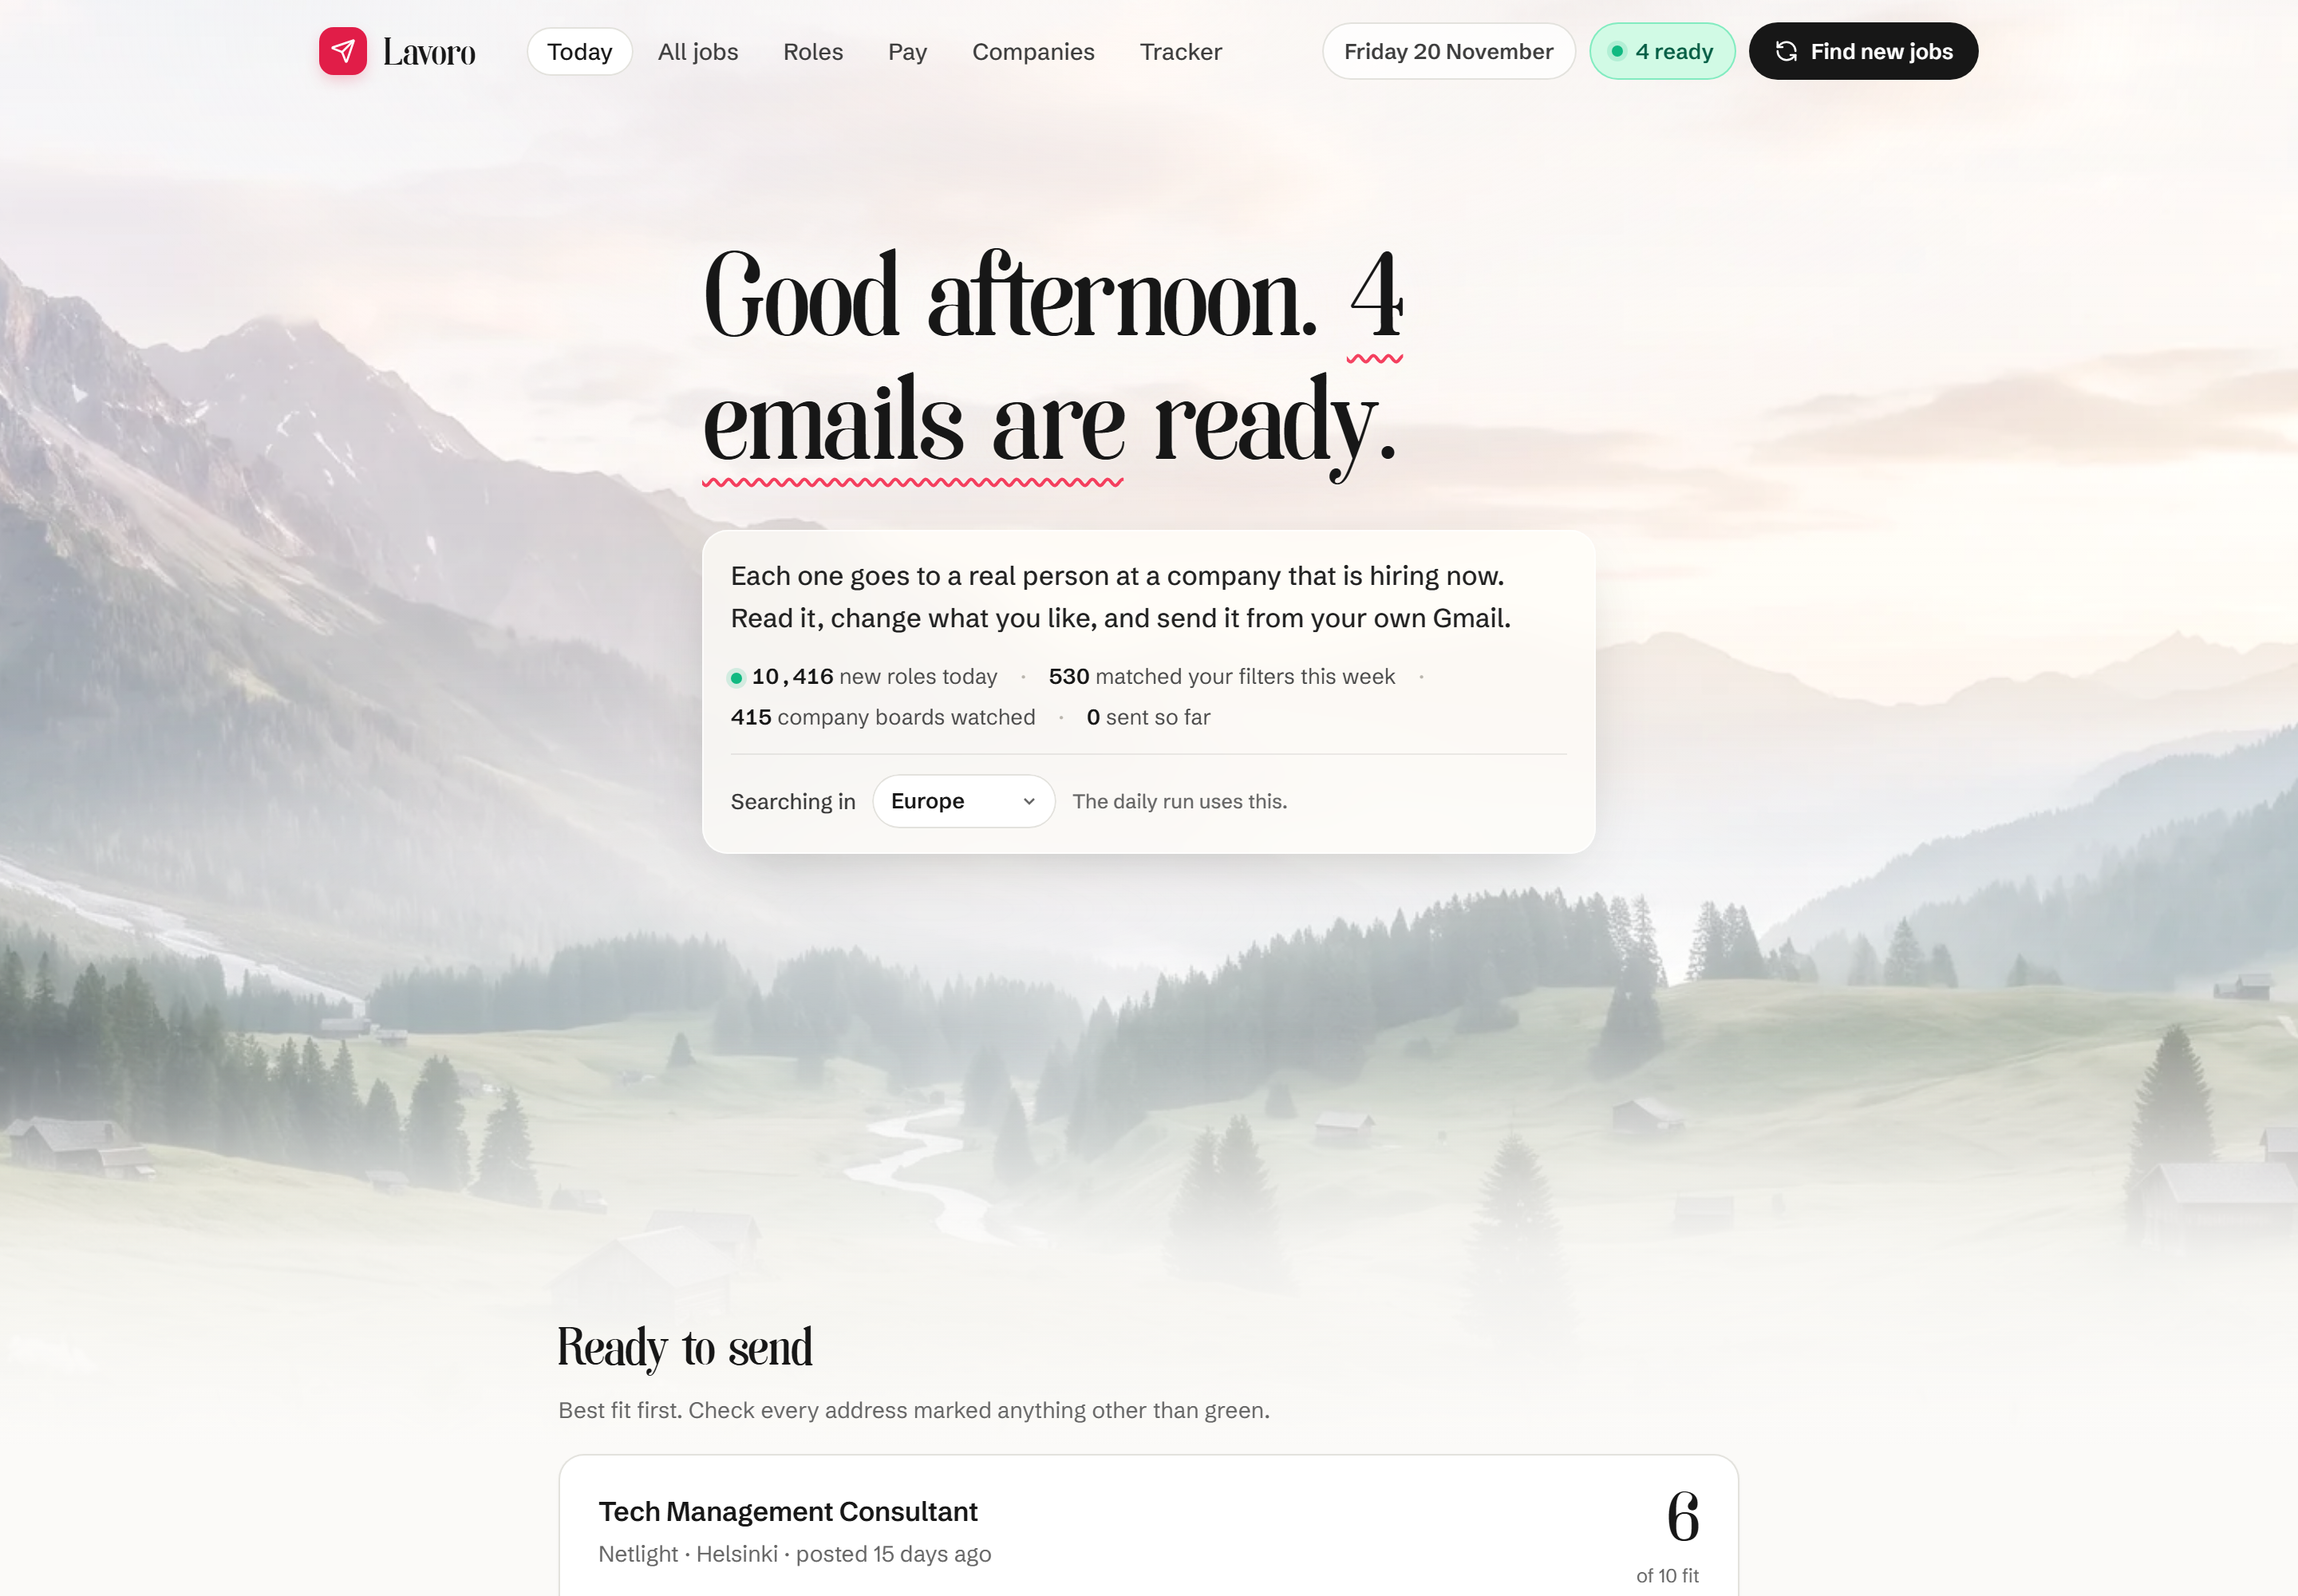 Lavoro
Today
All jobs
Roles
Pay
Companies
Tracker
Friday 20 November
4 ready
Find new jobs
Good afternoon. 4
emails are ready.
Each one goes to a real person at a company that is hiring now.
Read it, change what you like, and send it from your own Gmail.
10,416 new roles today · 530 matched your filters this week ·
415 company boards watched · 0 sent so far
Searching in Europe The daily run uses this.
Ready to send
Best fit first. Check every address marked anything other than green.
Tech Management Consultant
6
Netlight · Helsinki · posted 15 days ago
of 10 fit